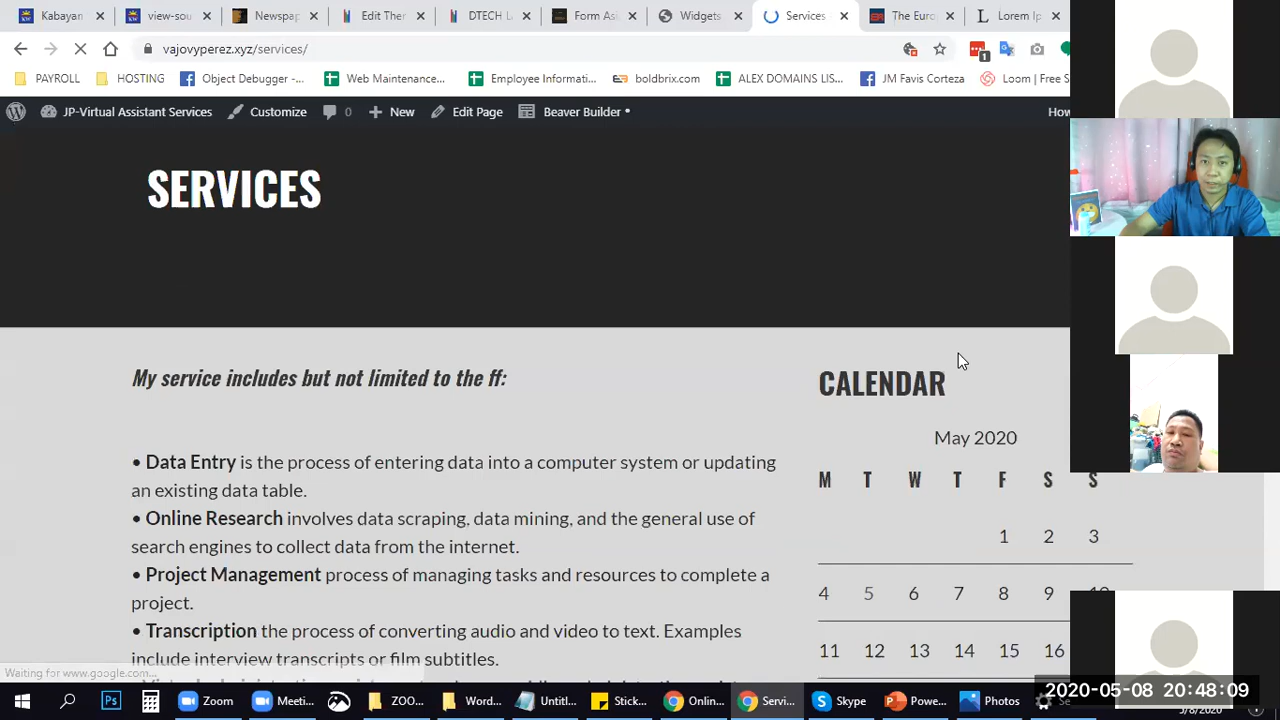 Kabayan
view-sou
Newspap
Edit Ther
DTECH L
Form Asi
Widgets
Services
The Euro
Lorem Ip
vajovyperez.xyz/services/
1
PAYROLL
HOSTING
Object Debugger -...
Web Maintenance...
Employee Informati...
boldbrix.com
ALEX DOMAINS LIS...
JM Favis Corteza
Loom | Free S
JP-Virtual Assistant Services
Customize
0
New
Edit Page
Beaver Builder
How
SERVICES
My service includes but not limited to the ff:
• Data Entry is the process of entering data into a computer system or updating
an existing data table.
• Online Research involves data scraping, data mining, and the general use of
search engines to collect data from the internet.
• Project Management process of managing tasks and resources to complete a
project.
• Transcription the process of converting audio and video to text. Examples
include interview transcripts or film subtitles.
CALENDAR
May 2020
M T W T F S S
1 2 3
4 5 6 7 8 9 10
11 12 13 14 15 16
Waiting for www.google.com...
Zoom
Meeti...
ZOO...
Word...
Untitl...
Stick...
Onlin...
Servi...
Skype
Powe...
Photos
2020-05-08 20:48:09
5/8/2020